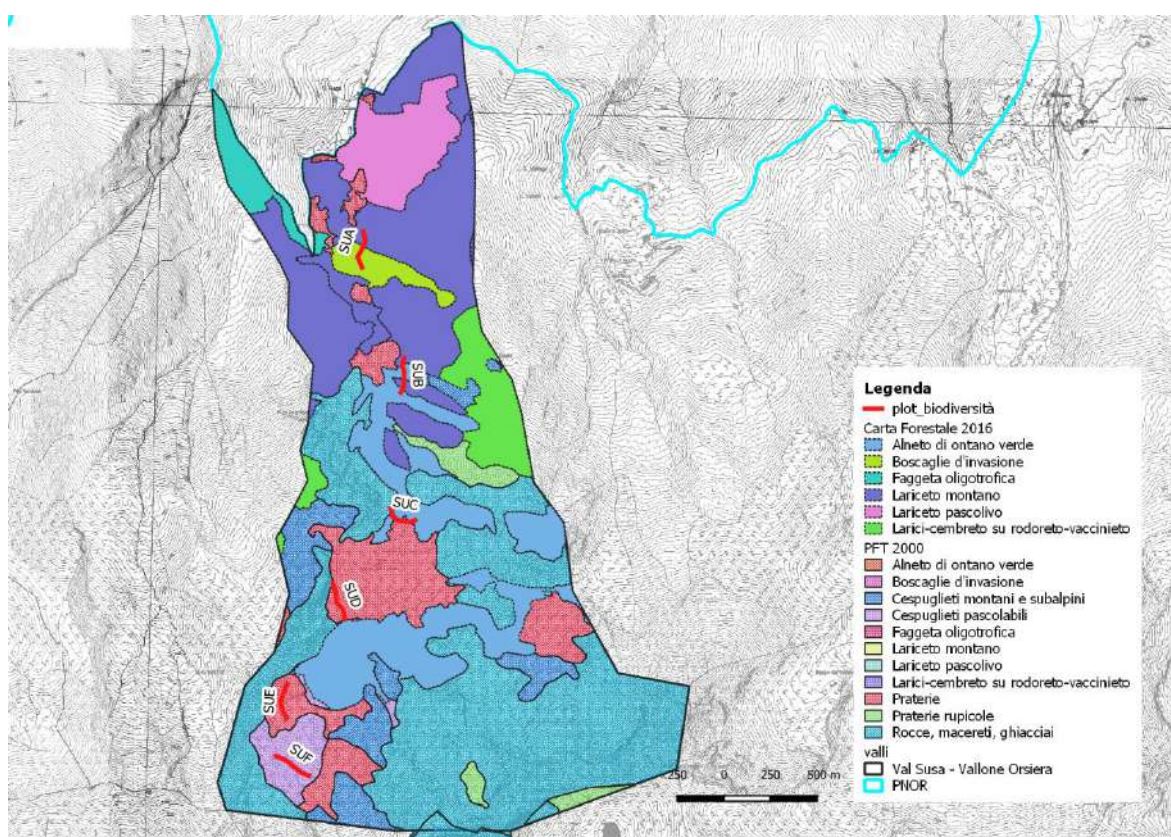 SUA
SUB
SUC
SUD
SUE
SUF
Legenda
plot_biodiversità
Carta Forestale 2016
Alneto di ontano verde
Boscaglie d'invasione
Faggeta oligotrofica
Lariceto montano
Lariceto pascolivo
Larici-cembreto su rodoreto-vaccinieto
PFT 2000
Alneto di ontano verde
Boscaglie d'invasione
Cespuglieti montani e subalpini
Cespuglieti pascolabili
Faggeta oligotrofica
Lariceto montano
Lariceto pascolivo
Larici-cembreto su rodoreto-vaccinieto
Praterie
Praterie rupicole
Rocce, macereti, ghiacciai
valli
Val Susa - Vallone Orsiera
PNOR
250 0 250 500 m